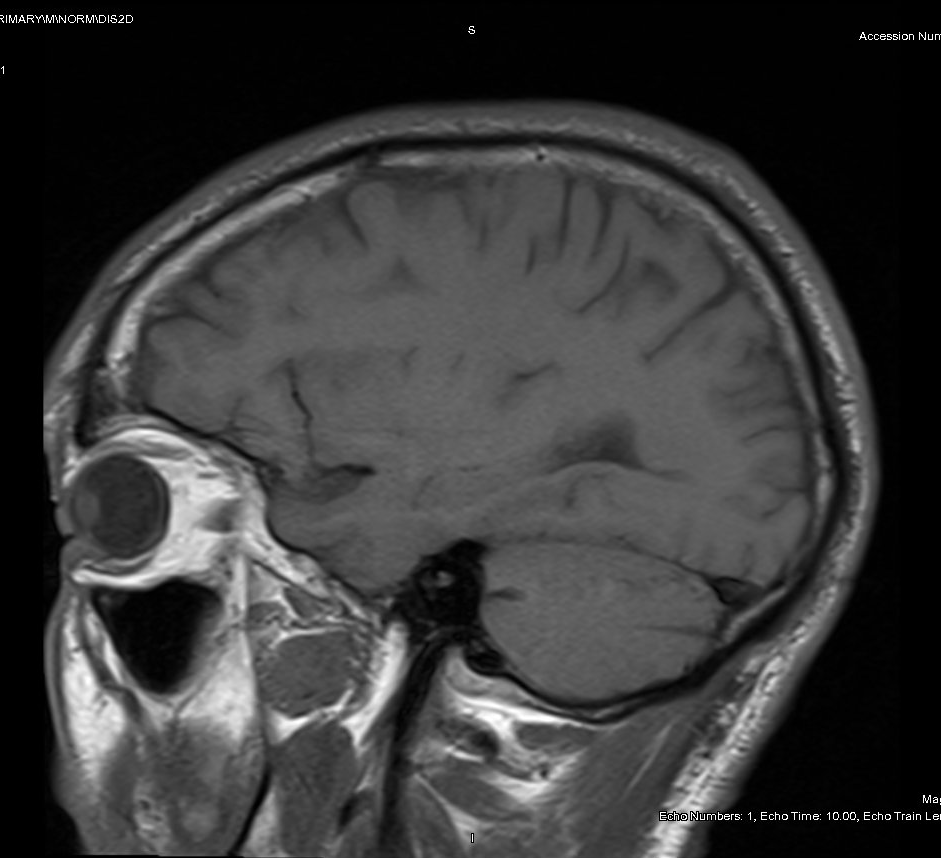 RIMARY\M\NORM\DIS2D
S
Accession Num
1
Mag
Echo Numbers: 1, Echo Time: 10.00, Echo Train Len
I